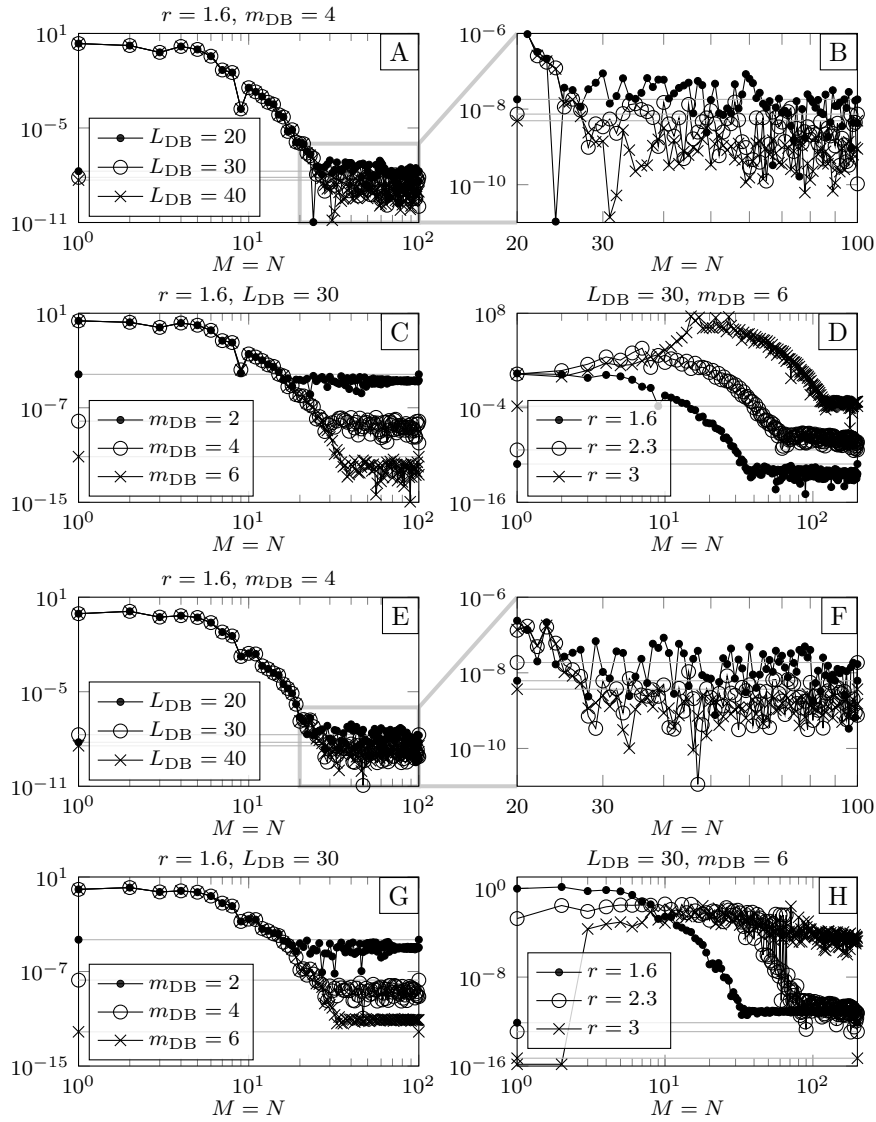 r = 1.6, m_DB = 4
10^1
10^−5
10^−11
A
L_DB = 20
L_DB = 30
L_DB = 40
10^0
10^1
10^2
M = N
10^−6
10^−8
10^−10
B
20
30
100
M = N
r = 1.6, L_DB = 30
10^1
10^−7
10^−15
C
m_DB = 2
m_DB = 4
m_DB = 6
10^0
10^1
10^2
M = N
L_DB = 30, m_DB = 6
10^8
10^−4
10^−16
D
r = 1.6
r = 2.3
r = 3
10^0
10^1
10^2
M = N
r = 1.6, m_DB = 4
10^1
10^−5
10^−11
E
L_DB = 20
L_DB = 30
L_DB = 40
10^0
10^1
10^2
M = N
10^−6
10^−8
10^−10
F
20
30
100
M = N
r = 1.6, L_DB = 30
10^1
10^−7
10^−15
G
m_DB = 2
m_DB = 4
m_DB = 6
10^0
10^1
10^2
M = N
L_DB = 30, m_DB = 6
10^0
10^−8
10^−16
H
r = 1.6
r = 2.3
r = 3
10^0
10^1
10^2
M = N